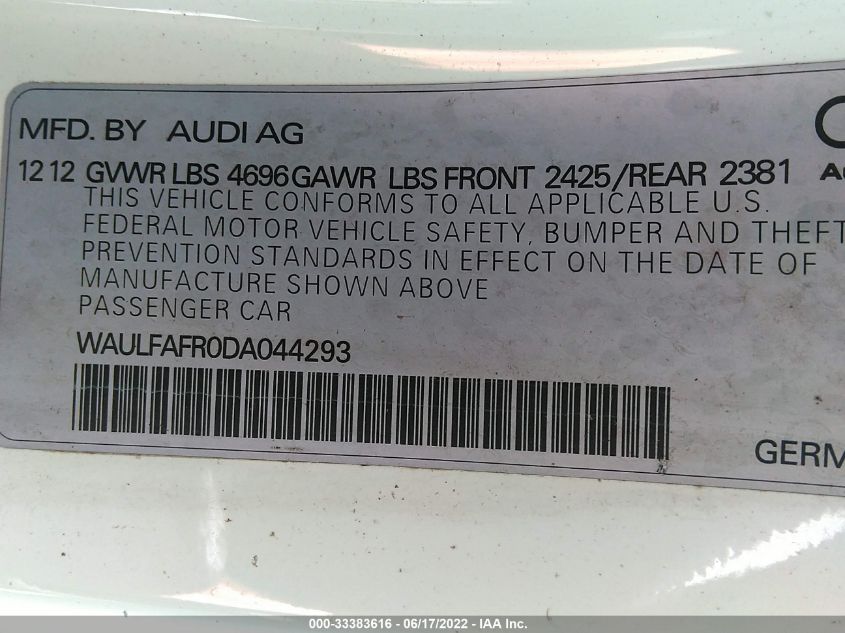 MFD. BY AUDI AG
12 12 GVWR LBS 4696 GAWR LBS FRONT 2425/REAR 2381
THIS VEHICLE CONFORMS TO ALL APPLICABLE U.S.
FEDERAL MOTOR VEHICLE SAFETY, BUMPER AND THEFT
PREVENTION STANDARDS IN EFFECT ON THE DATE OF
MANUFACTURE SHOWN ABOVE
PASSENGER CAR
WAULFAFR0DA044293
GERM
000-33383616 - 06/17/2022 - IAA Inc.